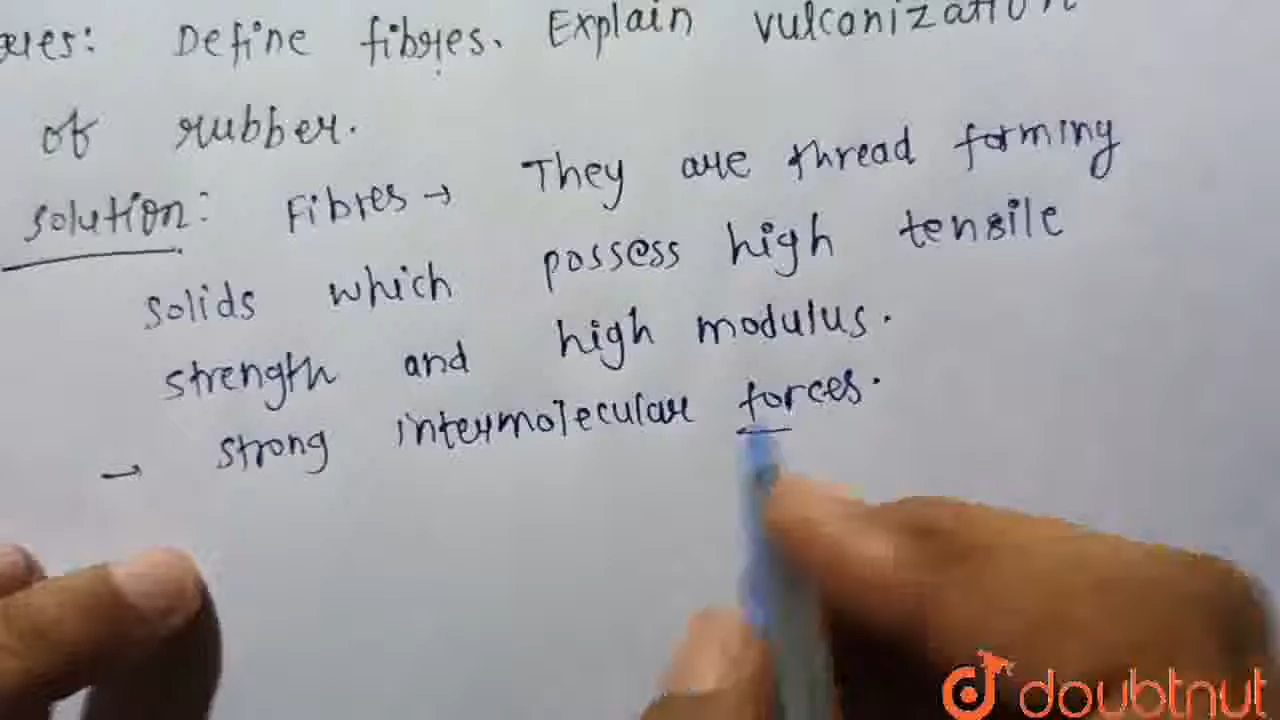 Define fibres. Explain vulcanization
of rubber.
Solution: Fibres → They are thread forming
solids which possess high tensile
strength and high modulus.
→ strong intermolecular forces.
doubtnut